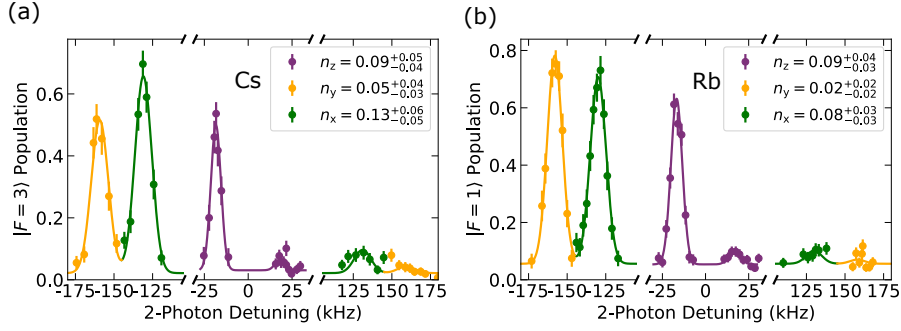 (a)
|F = 3⟩ Population
0.6
0.4
0.2
0.0
Cs
n_z = 0.09^{+0.05}_{-0.04}
n_y = 0.05^{+0.04}_{-0.03}
n_x = 0.13^{+0.06}_{-0.05}
-175 -150 -125 -25 0 25 125 150 175
2-Photon Detuning (kHz)
(b)
|F = 1⟩ Population
0.8
0.6
0.4
0.2
0.0
Rb
n_z = 0.09^{+0.04}_{-0.03}
n_y = 0.02^{+0.02}_{-0.02}
n_x = 0.08^{+0.03}_{-0.03}
-175 -150 -125 -25 0 25 125 150 175
2-Photon Detuning (kHz)